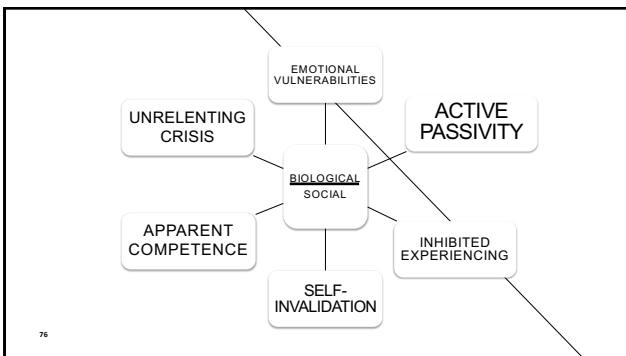 EMOTIONAL
VULNERABILITIES
ACTIVE
PASSIVITY
UNRELENTING
CRISIS
BIOLOGICAL
SOCIAL
APPARENT
COMPETENCE
INHIBITED
EXPERIENCING
SELF-
INVALIDATION
76